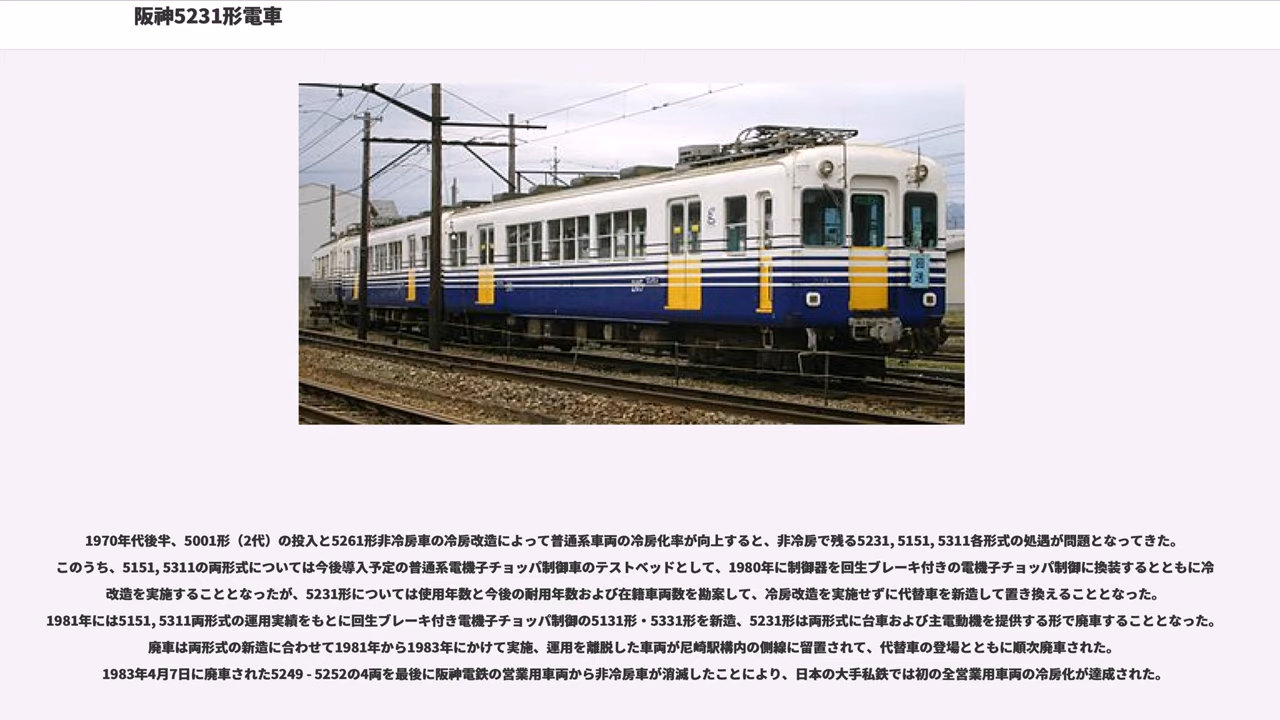 阪神5231形電車
回送
1970年代後半、5001形（2代）の投入と5261形非冷房車の冷房改造によって普通系車両の冷房化率が向上すると、非冷房で残る5231, 5151, 5311各形式の処遇が問題となってきた。
このうち、5151, 5311の両形式については今後導入予定の普通系電機子チョッパ制御車のテストベッドとして、1980年に制御器を回生ブレーキ付きの電機子チョッパ制御に換装するとともに冷
改造を実施することとなったが、5231形については使用年数と今後の耐用年数および在籍車両数を勘案して、冷房改造を実施せずに代替車を新造して置き換えることとなった。
1981年には5151, 5311両形式の運用実績をもとに回生ブレーキ付き電機子チョッパ制御の5131形・5331形を新造、5231形は両形式に台車および主電動機を提供する形で廃車することとなった。
廃車は両形式の新造に合わせて1981年から1983年にかけて実施、運用を離脱した車両が尼崎駅構内の側線に留置されて、代替車の登場とともに順次廃車された。
1983年4月7日に廃車された5249 - 5252の4両を最後に阪神電鉄の営業用車両から非冷房車が消滅したことにより、日本の大手私鉄では初の全営業用車両の冷房化が達成された。